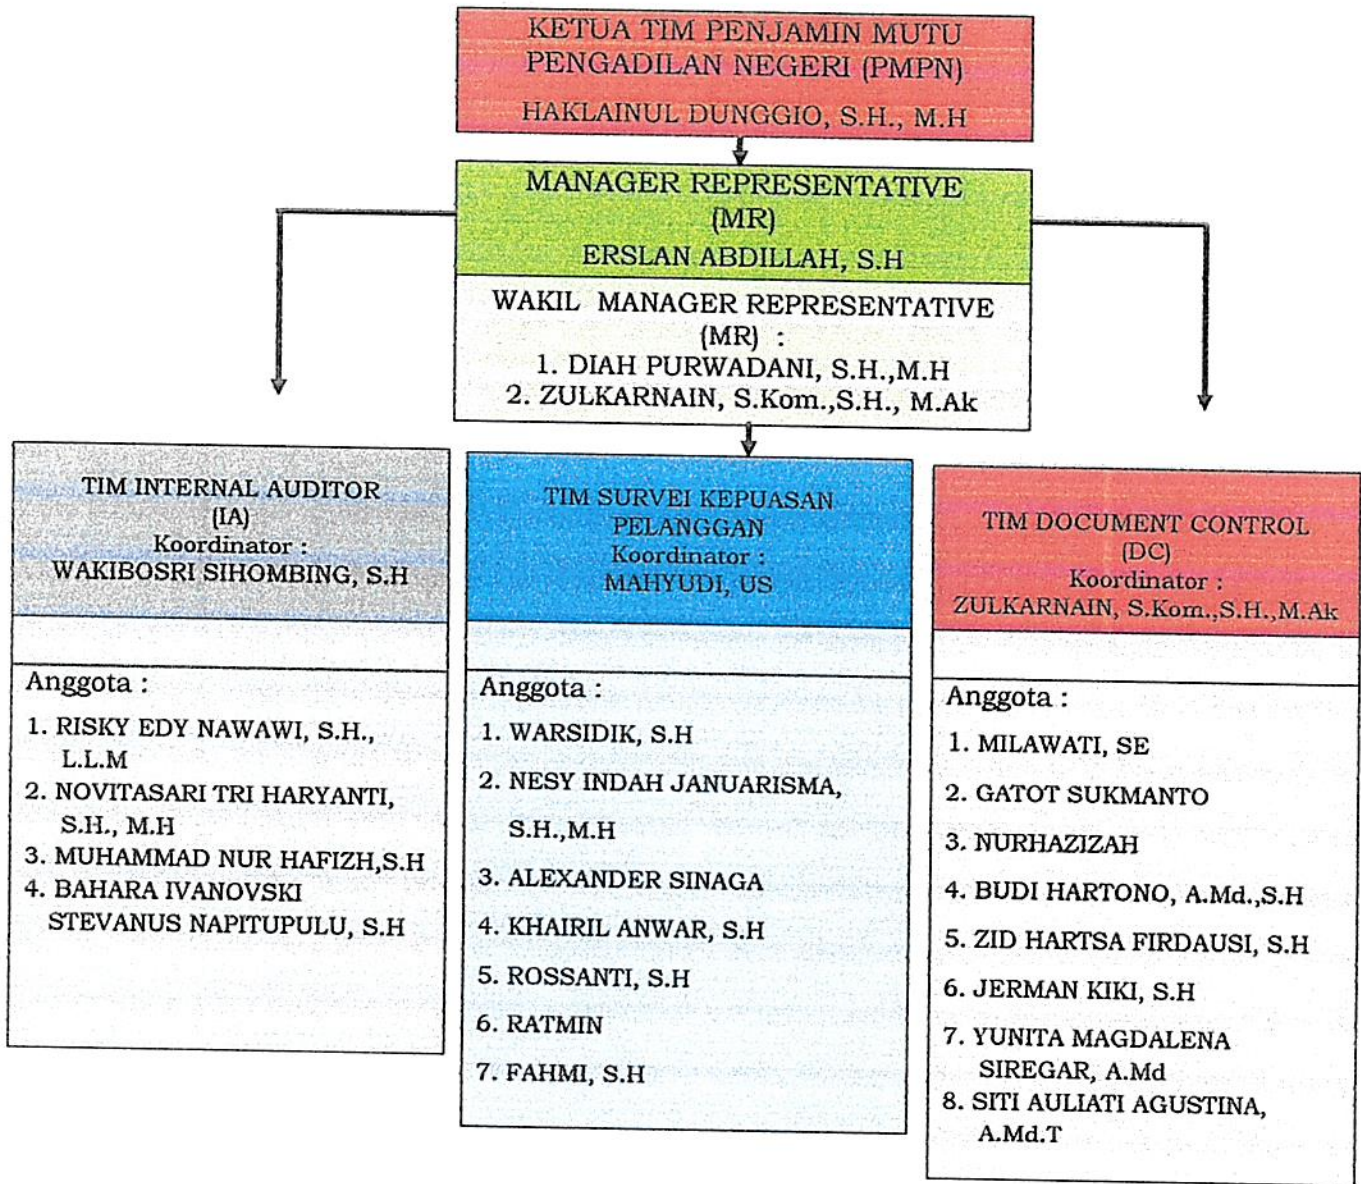 KETUA TIM PENJAMIN MUTU
PENGADILAN NEGERI (PMPN)
HAKLAINUL DUNGGIO, S.H., M.H
MANAGER REPRESENTATIVE
(MR)
ERSLAN ABDILLAH, S.H
WAKIL MANAGER REPRESENTATIVE
(MR) :
1. DIAH PURWADANI, S.H.,M.H
2. ZULKARNAIN, S.Kom.,S.H., M.Ak
TIM INTERNAL AUDITOR
(IA)
Koordinator :
WAKIBOSRI SIHOMBING, S.H
Anggota :
1. RISKY EDY NAWAWI, S.H.,
L.L.M
2. NOVITASARI TRI HARYANTI,
S.H., M.H
3. MUHAMMAD NUR HAFIZH,S.H
4. BAHARA IVANOVSKI
STEVANUS NAPITUPULU, S.H
TIM SURVEI KEPUASAN
PELANGGAN
Koordinator :
MAHYUDI, US
Anggota :
1. WARSIDIK, S.H
2. NESY INDAH JANUARISMA,
S.H.,M.H
3. ALEXANDER SINAGA
4. KHAIRIL ANWAR, S.H
5. ROSSANTI, S.H
6. RATMIN
7. FAHMI, S.H
TIM DOCUMENT CONTROL
(DC)
Koordinator :
ZULKARNAIN, S.Kom.,S.H.,M.Ak
Anggota :
1. MILAWATI, SE
2. GATOT SUKMANTO
3. NURHAZIZAH
4. BUDI HARTONO, A.Md.,S.H
5. ZID HARTSA FIRDAUSI, S.H
6. JERMAN KIKI, S.H
7. YUNITA MAGDALENA
SIREGAR, A.Md
8. SITI AULIATI AGUSTINA,
A.Md.T